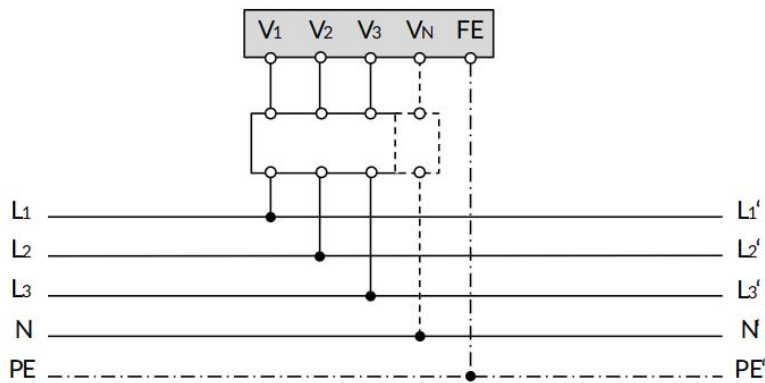 V1 V2 V3 VN FE
L1 L1‘
L2 L2‘
L3 L3‘
N N‘
PE PE‘